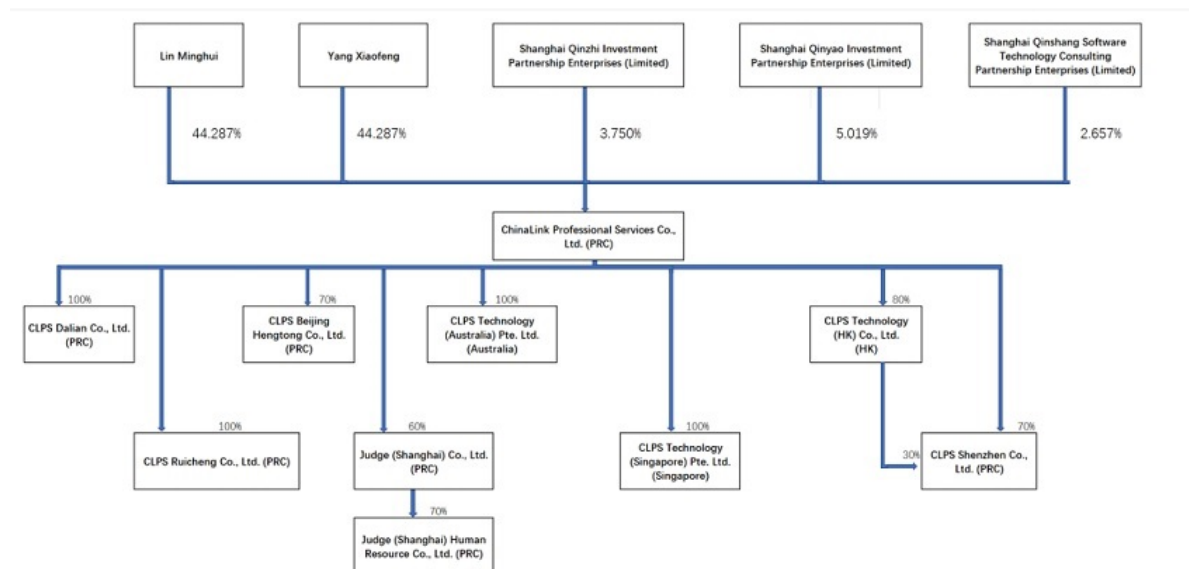 Lin Minghui
Yang Xiaofeng
Shanghai Qinzhi Investment
Partnership Enterprises (Limited)
Shanghai Qinyao Investment
Partnership Enterprises (Limited)
Shanghai Qinshang Software
Technology Consulting
Partnership Enterprises (Limited)
44.287%
44.287%
3.750%
5.019%
2.657%
ChinaLink Professional Services Co.,
Ltd. (PRC)
100%
CLPS Dalian Co., Ltd.
(PRC)
70%
CLPS Beijing
Hengtong Co., Ltd.
(PRC)
100%
CLPS Technology
(Australia) Pte. Ltd.
(Australia)
80%
CLPS Technology
(HK) Co., Ltd.
(HK)
100%
CLPS Ruicheng Co., Ltd. (PRC)
60%
Judge (Shanghai) Co., Ltd.
(PRC)
100%
CLPS Technology
(Singapore) Pte. Ltd.
(Singapore)
30%
70%
CLPS Shenzhen Co.,
Ltd. (PRC)
70%
Judge (Shanghai) Human
Resource Co., Ltd. (PRC)